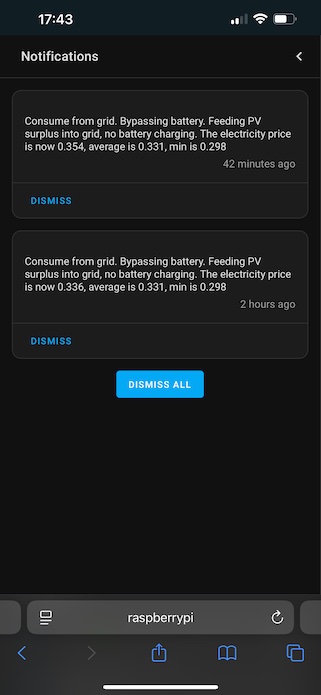 17:43
Notifications
Consume from grid. Bypassing battery. Feeding PV
surplus into grid, no battery charging. The electricity price
is now 0.354, average is 0.331, min is 0.298
42 minutes ago
DISMISS
Consume from grid. Bypassing battery. Feeding PV
surplus into grid, no battery charging. The electricity price
is now 0.336, average is 0.331, min is 0.298
2 hours ago
DISMISS
DISMISS ALL
raspberrypi